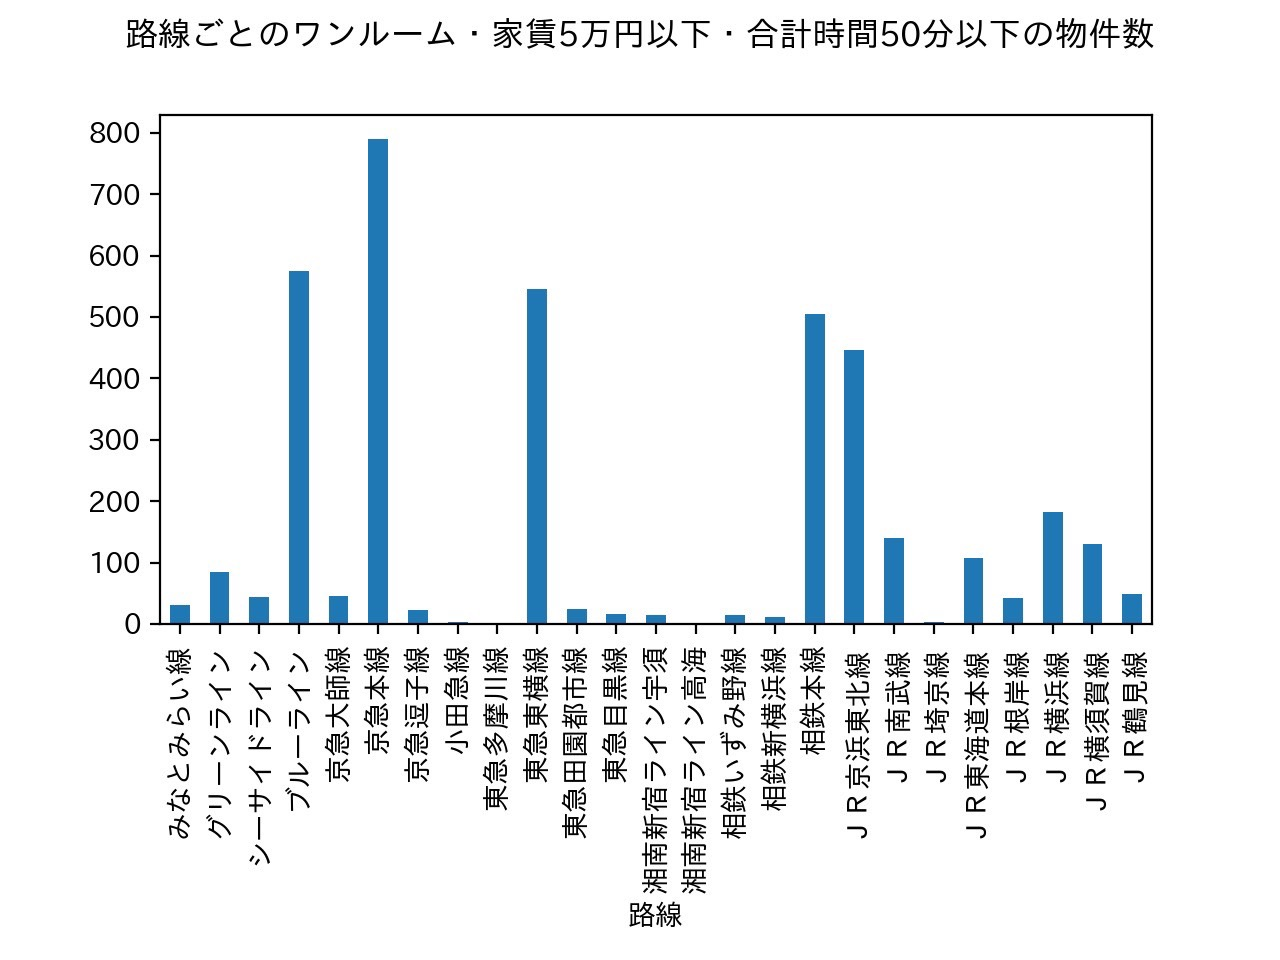 路線ごとのワンルーム・家賃5万円以下・合計時間50分以下の物件数
800
700
600
500
400
300
200
100
0
みなとみらい線
グリーンライン
シーサイドライン
ブルーライン
京急大師線
京急本線
京急逗子線
小田急線
東急多摩川線
東急東横線
東急田園都市線
東急目黒線
湘南新宿ライン宇須
湘南新宿ライン高海
相鉄いずみ野線
相鉄新横浜線
相鉄本線
ＪＲ京浜東北線
ＪＲ南武線
ＪＲ埼京線
ＪＲ東海道本線
ＪＲ根岸線
ＪＲ横浜線
ＪＲ横須賀線
ＪＲ鶴見線
路線